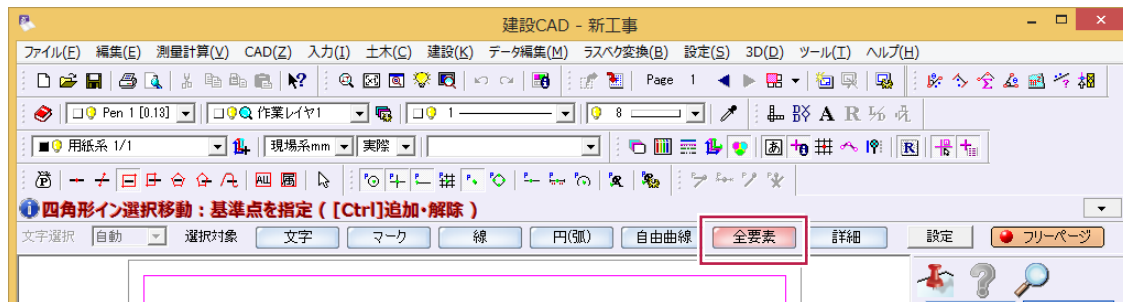 建設CAD - 新工事
ファイル(F) 編集(E) 測量計算(V) CAD(Z) 入力(I) 土木(C) 建設(K) データ編集(M) ラスベク変換(B) 設定(S) 3D(D) ツール(T) ヘルプ(H)
Page 1
Pen 1 [0.13] 作業レイヤ1 1 8 A R
用紙系 1/1 現場系mm 実際 あ R
四角形イン選択移動：基準点を指定 ( [Ctrl]追加・解除 )
文字選択 自動 選択対象 文字 マーク 線 円(弧) 自由曲線 全要素 詳細 設定 フリーページ